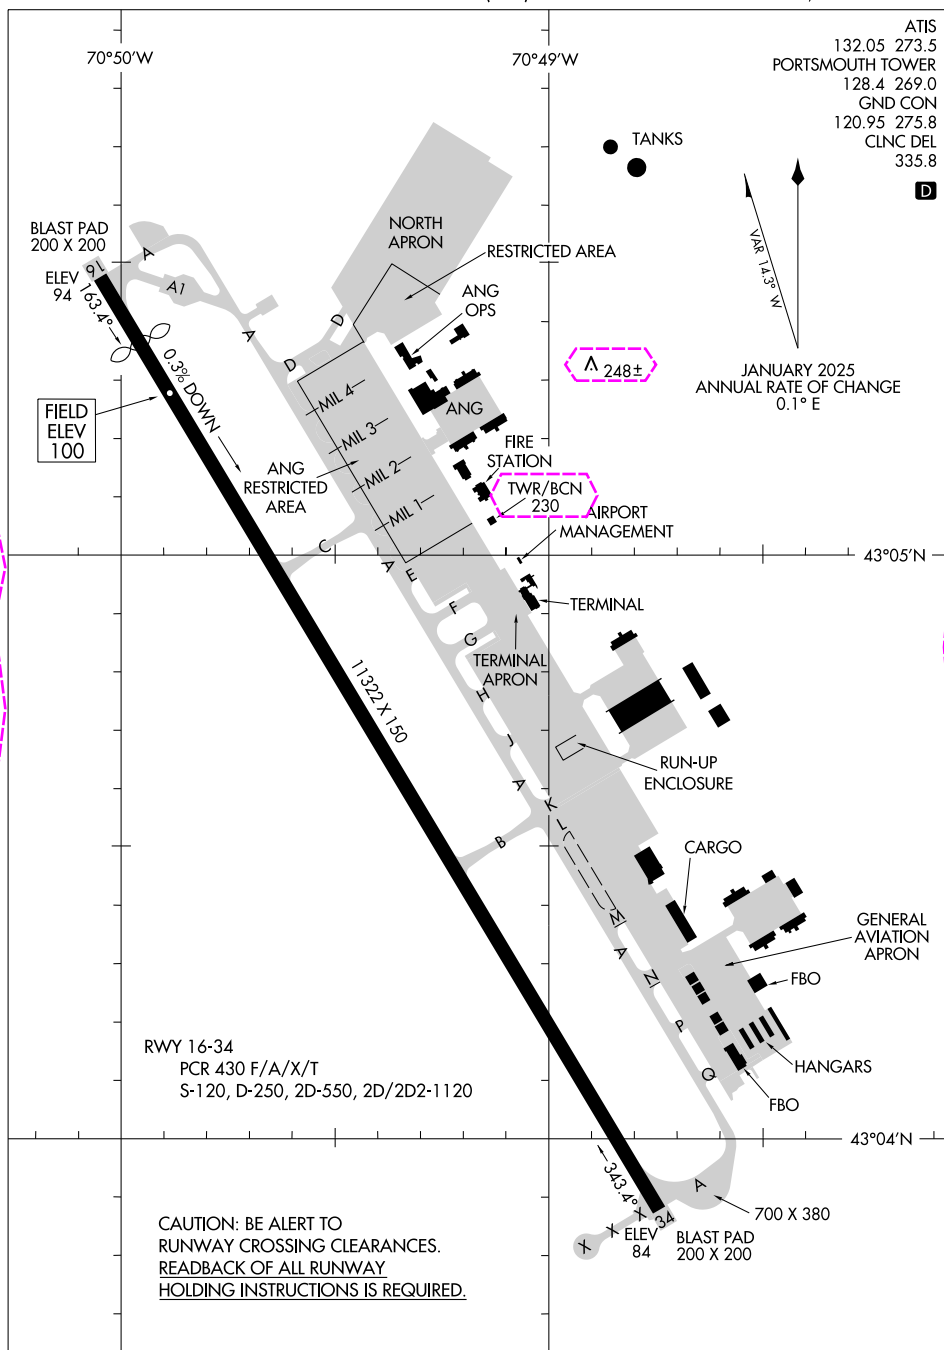 70°50'W
70°49'W
ATIS
132.05 273.5
PORTSMOUTH TOWER
128.4 269.0
GND CON
120.95 275.8
CLNC DEL
335.8
D
TANKS
VAR 14.3° W
JANUARY 2025
ANNUAL RATE OF CHANGE
0.1° E
BLAST PAD
200 X 200
ELEV
94
16
163.4°
A
A1
A
D
D
NORTH
APRON
RESTRICTED AREA
ANG
OPS
248±
0.3% DOWN
FIELD
ELEV
100
MIL 4
MIL 3
MIL 2
MIL 1
ANG
ANG
RESTRICTED
AREA
FIRE
STATION
TWR/BCN
230
AIRPORT
MANAGEMENT
43°05'N
C
A
E
F
G
H
J
A
K
L
B
TERMINAL
TERMINAL
APRON
11322 X 150
RUN-UP
ENCLOSURE
CARGO
M
A
N
P
Q
GENERAL
AVIATION
APRON
FBO
HANGARS
FBO
RWY 16-34
PCR 430 F/A/X/T
S-120, D-250, 2D-550, 2D/2D2-1120
43°04'N
343.4°
A
700 X 380
34
X
X
X
ELEV
84
BLAST PAD
200 X 200
CAUTION: BE ALERT TO
RUNWAY CROSSING CLEARANCES.
READBACK OF ALL RUNWAY
HOLDING INSTRUCTIONS IS REQUIRED.